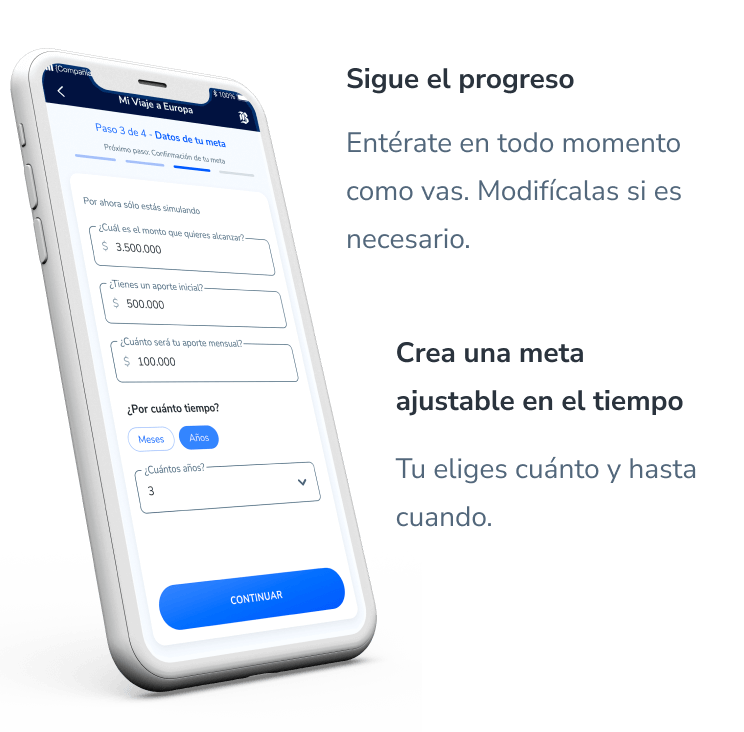 (Compañía
100%
Mi Viaje a Europa
Paso 3 de 4 - Datos de tu meta
Próximo paso: Confirmación de tu meta
Por ahora sólo estás simulando
¿Cuál es el monto que quieres alcanzar?
$ 3.500.000
¿Tienes un aporte inicial?
$ 500.000
¿Cuánto será tu aporte mensual?
$ 100.000
¿Por cuánto tiempo?
Meses Años
¿Cuántos años?
3
CONTINUAR
Sigue el progreso
Entérate en todo momento
como vas. Modifícalas si es
necesario.
Crea una meta
ajustable en el tiempo
Tu eliges cuánto y hasta
cuando.